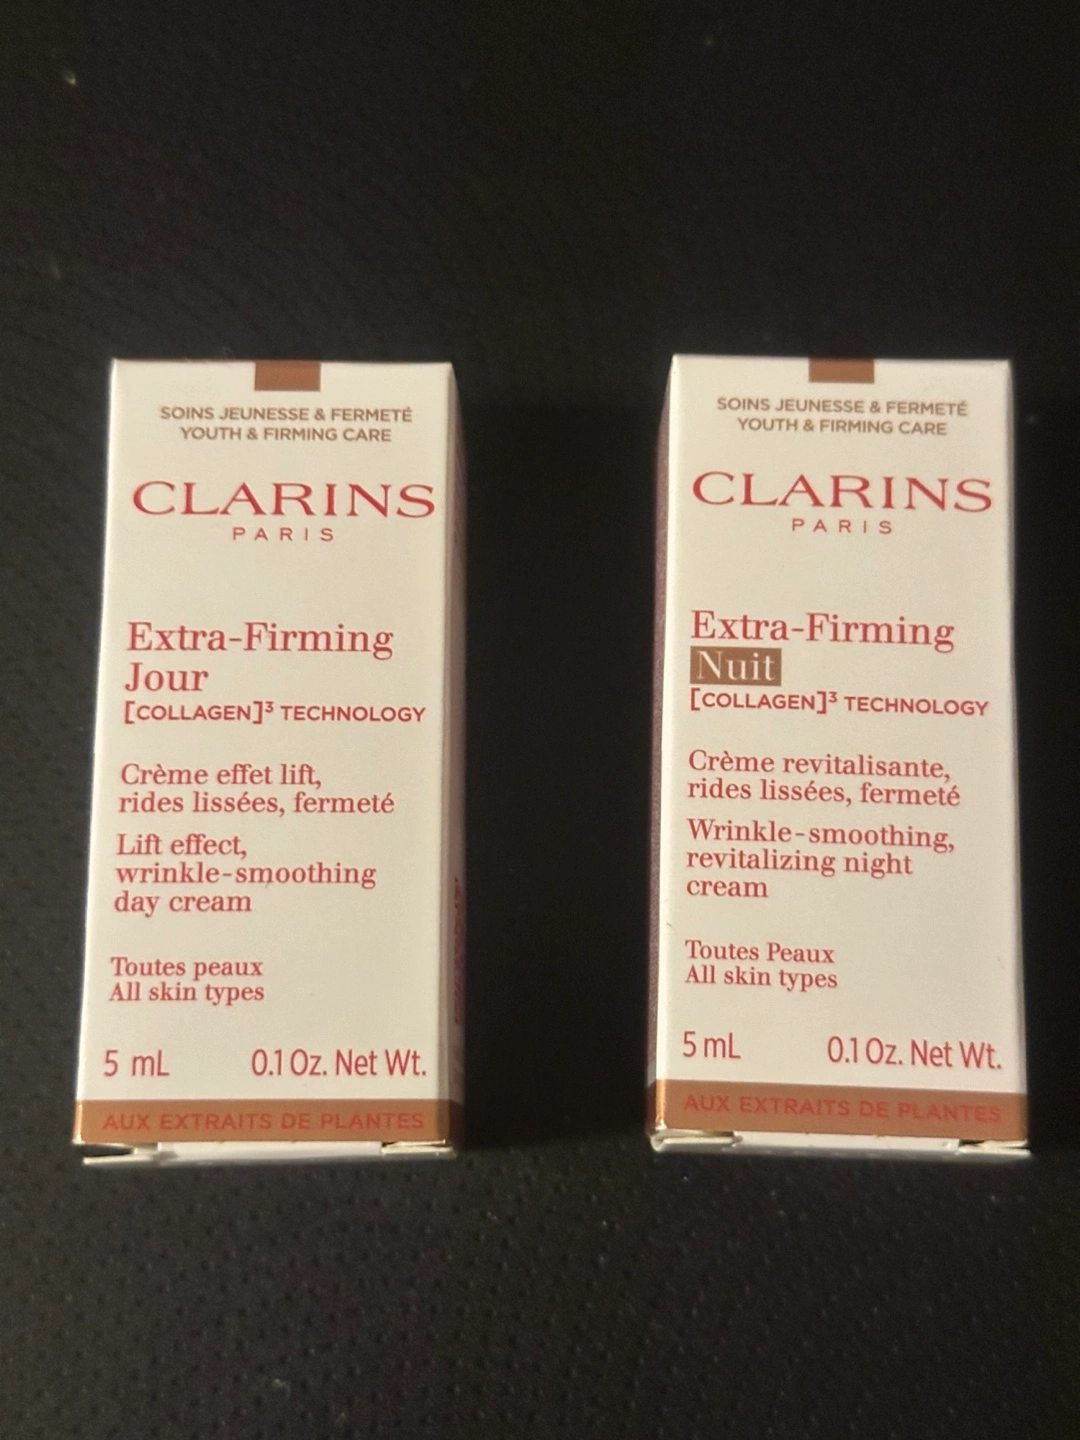 SOINS JEUNESSE & FERMETÉ
YOUTH & FIRMING CARE
CLARINS
PARIS
Extra-Firming
Jour
[COLLAGEN]³ TECHNOLOGY
Crème effet lift,
rides lissées, fermeté
Lift effect,
wrinkle-smoothing
day cream
Toutes peaux
All skin types
5 mL 0.1 Oz. Net Wt.
AUX EXTRAITS DE PLANTES
SOINS JEUNESSE & FERMETÉ
YOUTH & FIRMING CARE
CLARINS
PARIS
Extra-Firming
Nuit
[COLLAGEN]³ TECHNOLOGY
Crème revitalisante,
rides lissées, fermeté
Wrinkle-smoothing,
revitalizing night
cream
Toutes Peaux
All skin types
5 mL 0.1 Oz. Net Wt.
AUX EXTRAITS DE PLANTES